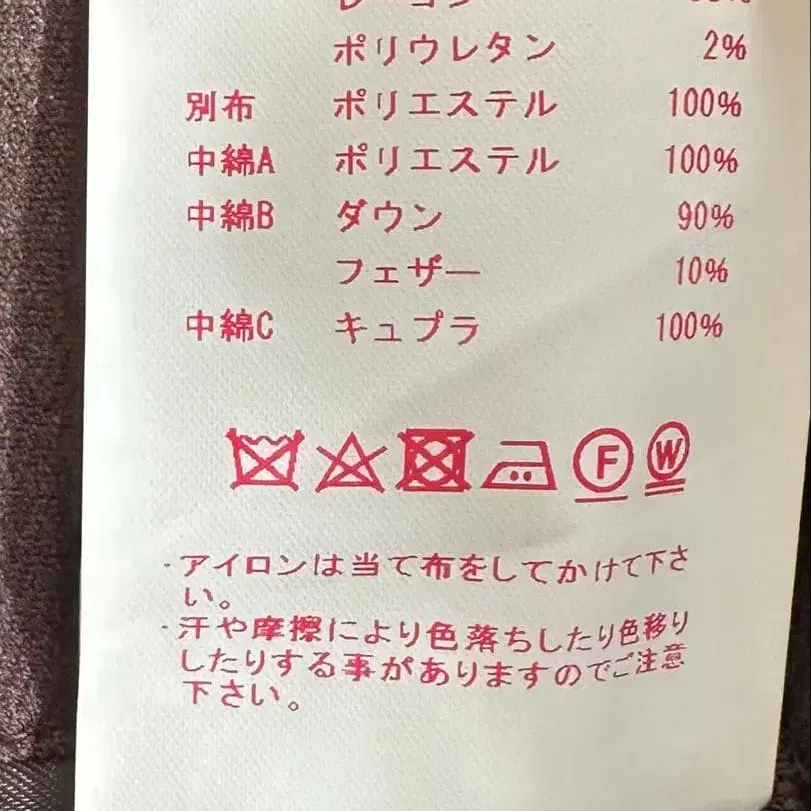 ポリウレタン 2%
別布 ポリエステル 100%
中綿A ポリエステル 100%
中綿B ダウン 90%
フェザー 10%
中綿C キュプラ 100%
F W
・アイロンは当て布をしてかけて下さ
い。
・汗や摩擦により色落ちしたり色移り
したりする事がありますのでご注意
下さい。